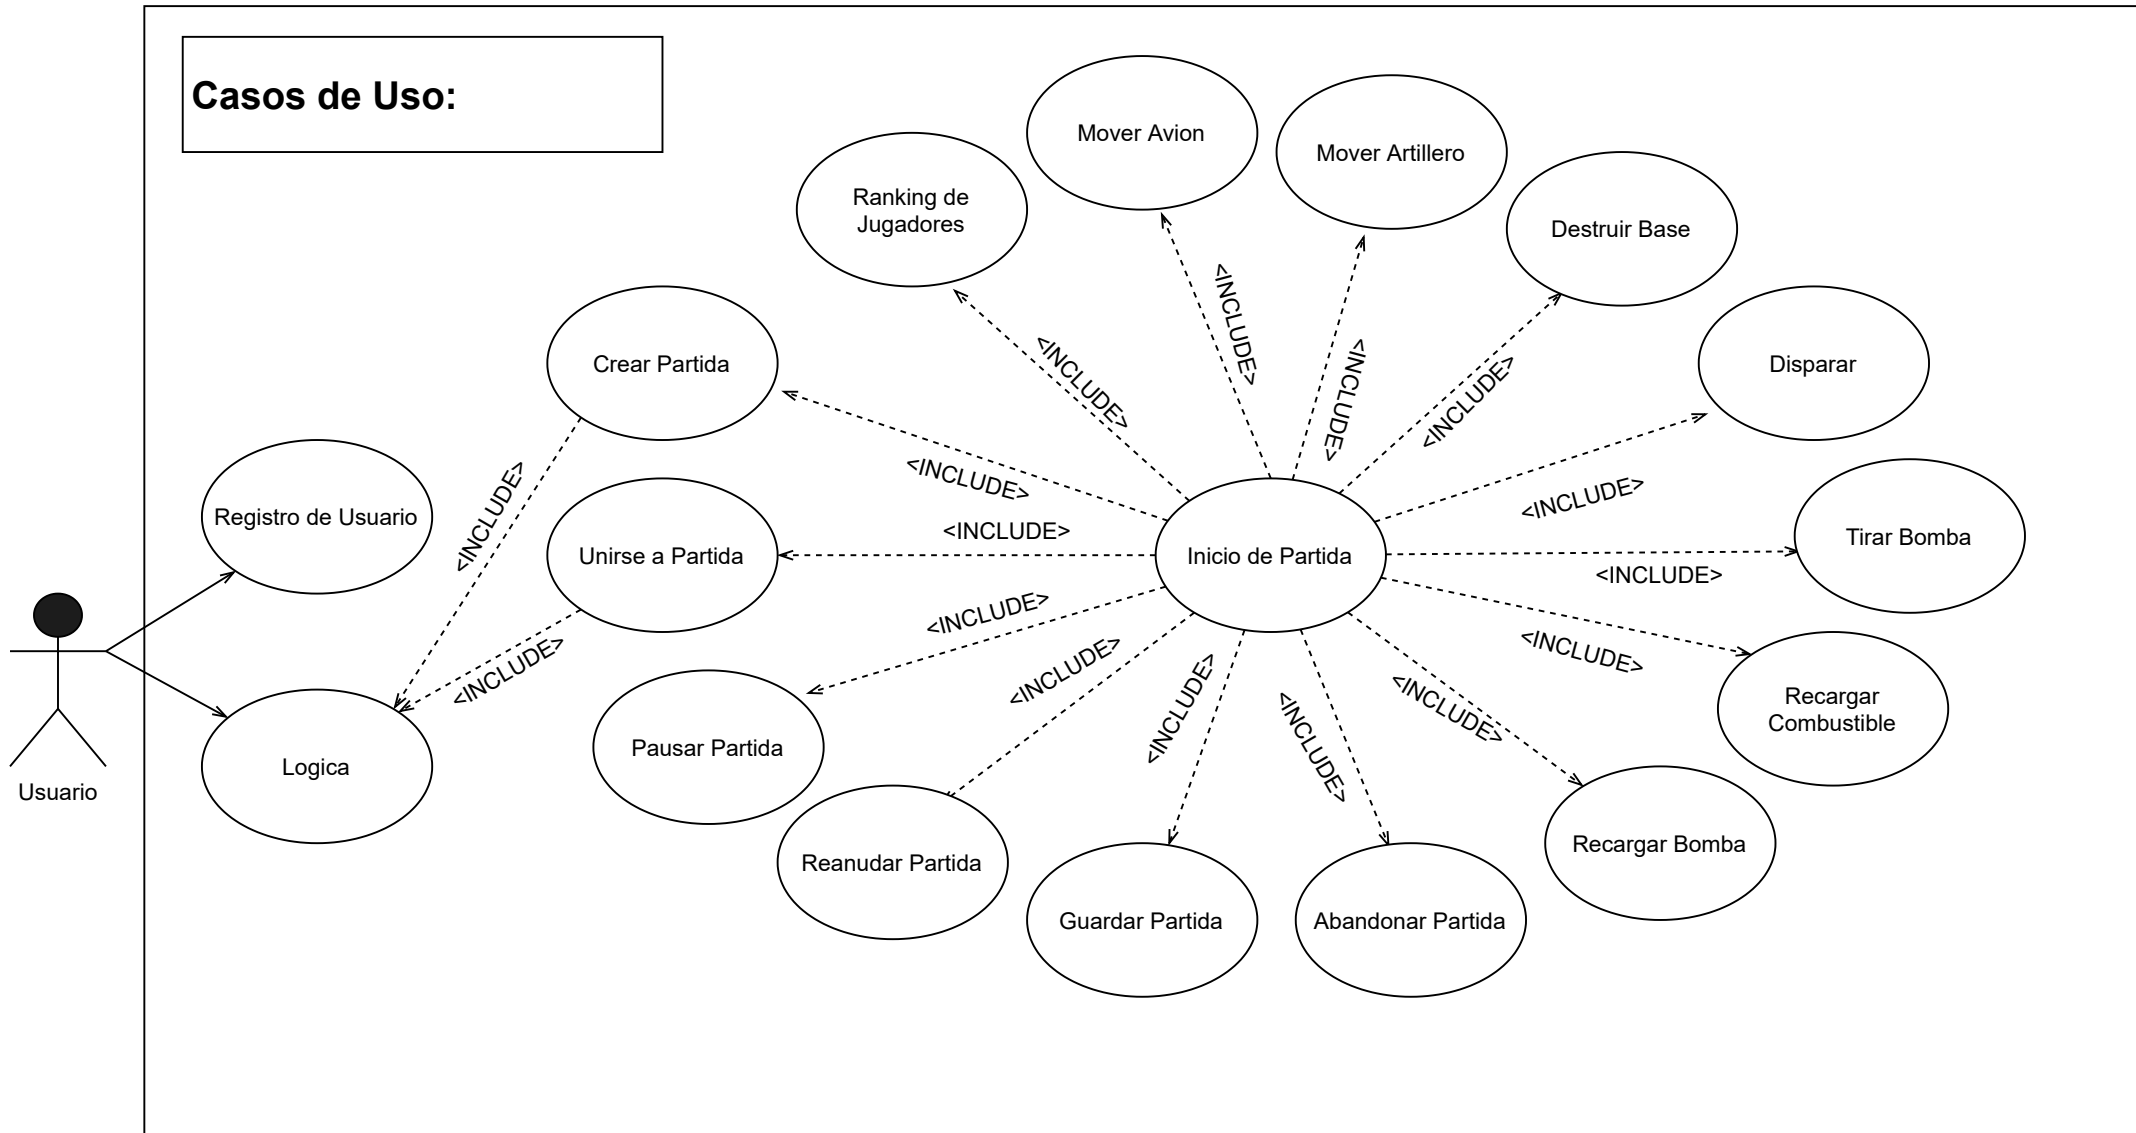 Casos de Uso:
Mover Avion
Mover Artillero
Ranking de
Jugadores
Destruir Base
<INCLUDE>
<INCLUDE>
<INCLUDE>
<INCLUDE>
Crear Partida
Disparar
<INCLUDE>
<INCLUDE>
<INCLUDE>
Registro de Usuario
Unirse a Partida
<INCLUDE>
Inicio de Partida
Tirar Bomba
<INCLUDE>
<INCLUDE>
<INCLUDE>
<INCLUDE>
<INCLUDE>
<INCLUDE>
<INCLUDE>
<INCLUDE>
<INCLUDE>
Recargar
Combustible
Pausar Partida
Logica
Usuario
Reanudar Partida
Recargar Bomba
Guardar Partida
Abandonar Partida